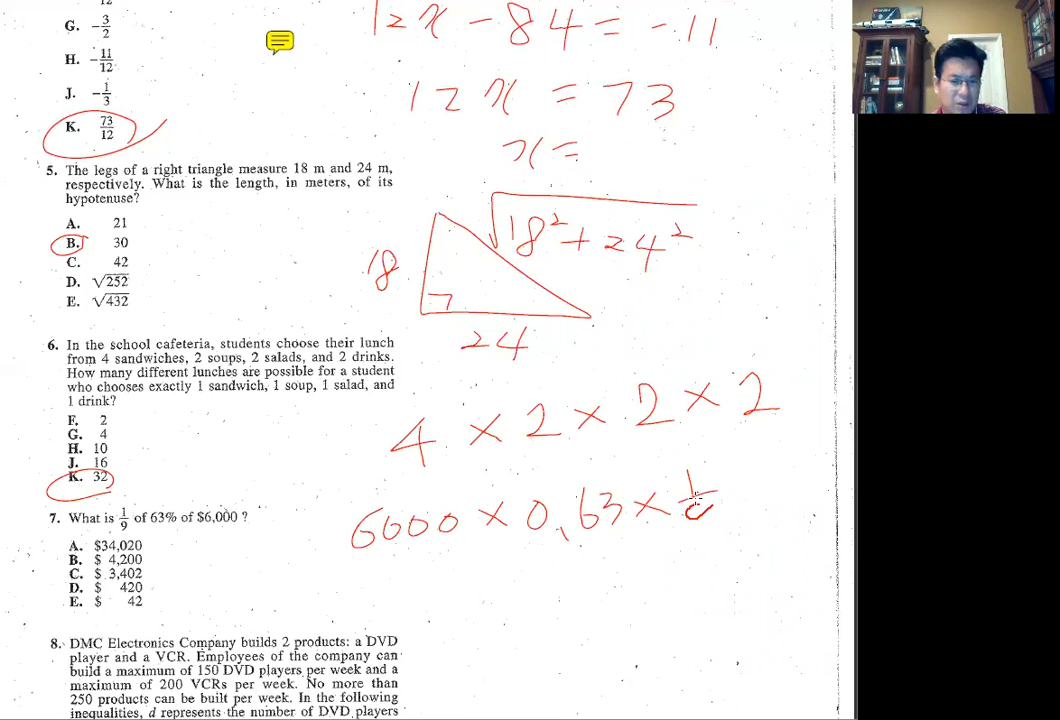 12
G. -3/2
H. -11/12
J. -1/3
K. 73/12
5. The legs of a right triangle measure 18 m and 24 m,
respectively. What is the length, in meters, of its
hypotenuse?
A. 21
B. 30
C. 42
D. √252
E. √432
6. In the school cafeteria, students choose their lunch
from 4 sandwiches, 2 soups, 2 salads, and 2 drinks.
How many different lunches are possible for a student
who chooses exactly 1 sandwich, 1 soup, 1 salad, and
1 drink?
F. 2
G. 4
H. 10
J. 16
K. 32
7. What is 1/9 of 63% of $6,000 ?
A. $34,020
B. $ 4,200
C. $ 3,402
D. $ 420
E. $ 42
8. DMC Electronics Company builds 2 products: a DVD
player and a VCR. Employees of the company can
build a maximum of 150 DVD players per week and a
maximum of 200 VCRs per week. No more than
250 products can be built per week. In the following
inequalities, d represents the number of DVD players
12x - 84 = -11
12x = 73
x =
√18² + 24²
18
24
4 × 2 × 2 × 2
6000 × 0.63 ×